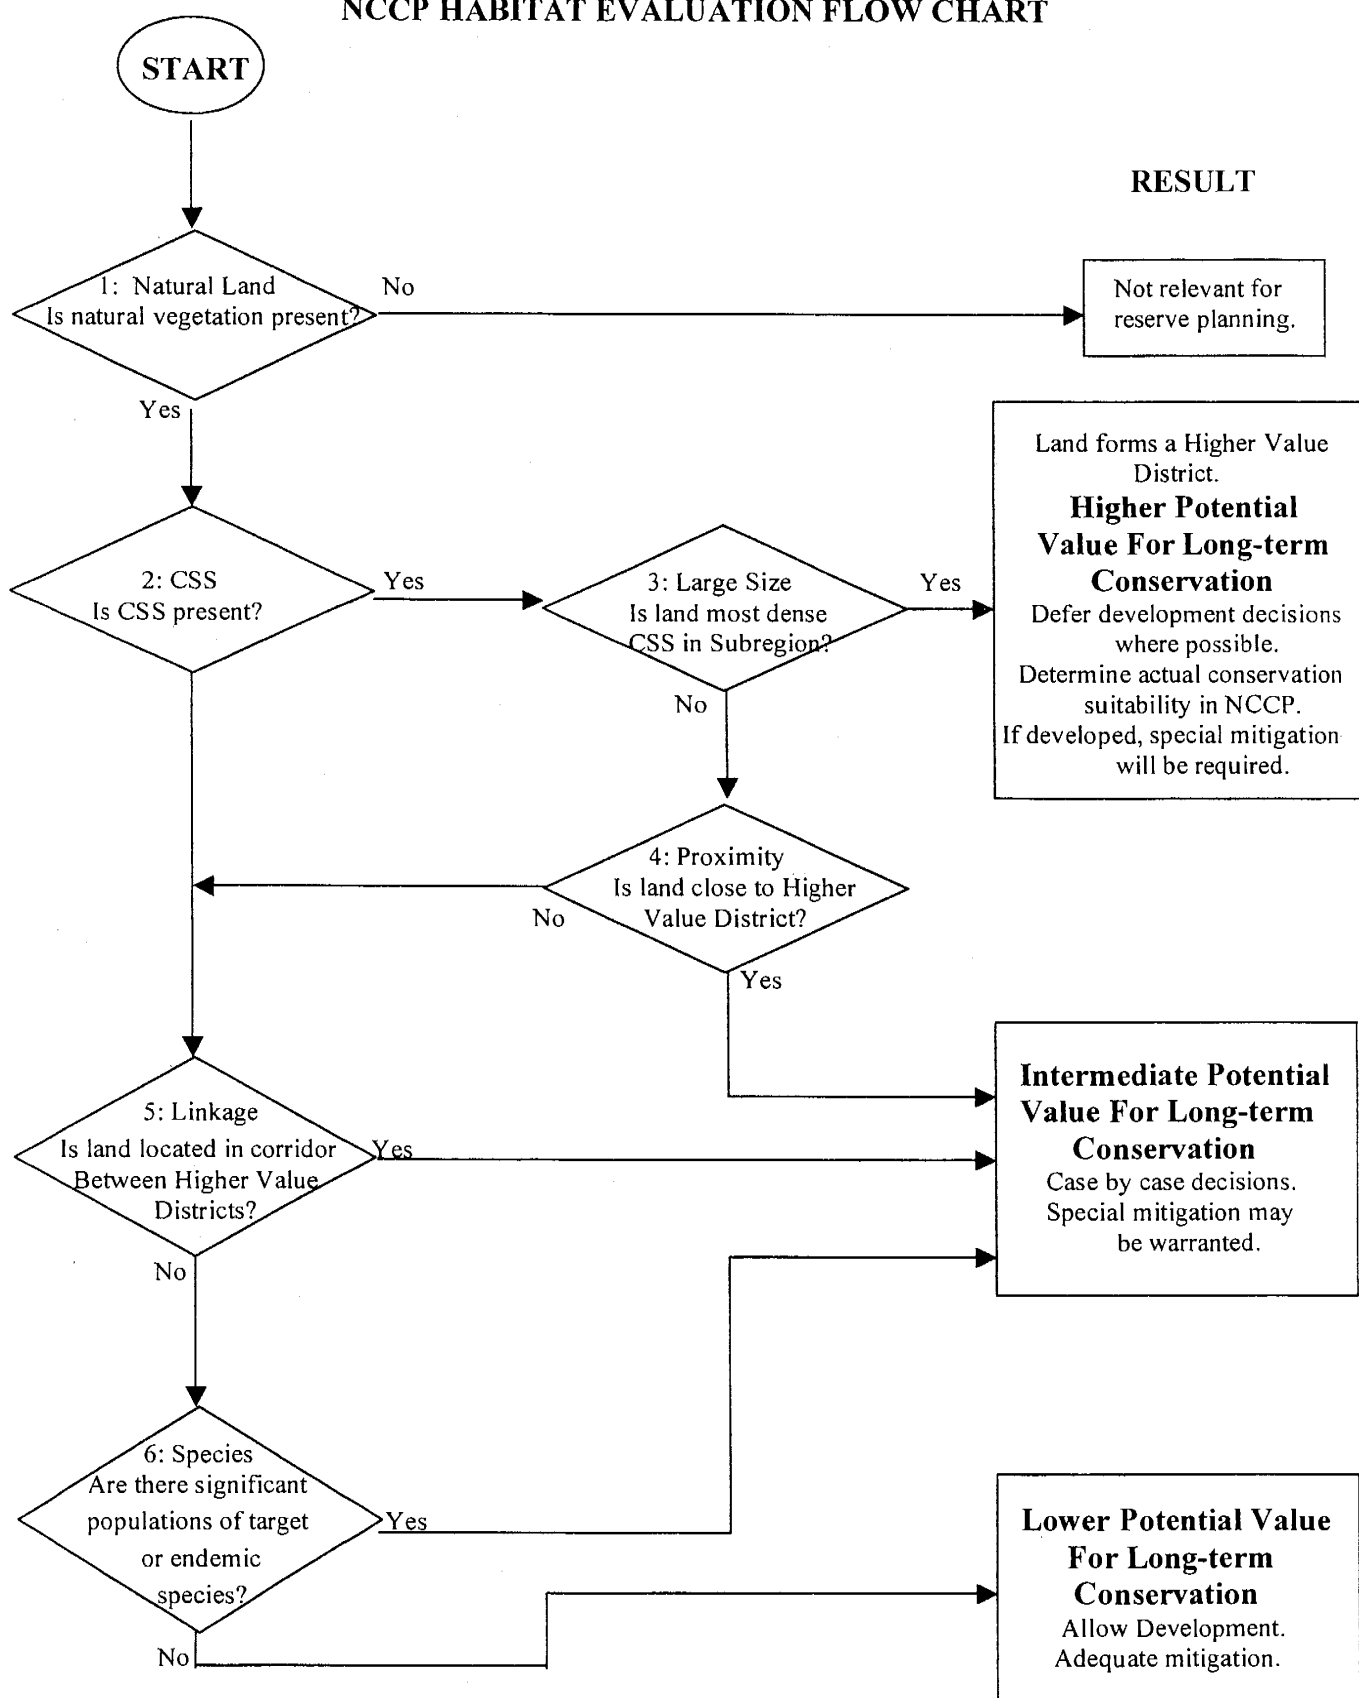 NCCP HABITAT EVALUATION FLOW CHART
START
RESULT
1: Natural Land
Is natural vegetation present?
No
Not relevant for
reserve planning.
Yes
Land forms a Higher Value
District.
Higher Potential
Value For Long-term
Conservation
Defer development decisions
where possible.
Determine actual conservation
suitability in NCCP.
If developed, special mitigation
will be required.
2: CSS
Is CSS present?
Yes
3: Large Size
Is land most dense
CSS in Subregion?
Yes
No
4: Proximity
Is land close to Higher
Value District?
No
Yes
5: Linkage
Is land located in corridor
Between Higher Value
Districts?
Yes
No
Intermediate Potential
Value For Long-term
Conservation
Case by case decisions.
Special mitigation may
be warranted.
6: Species
Are there significant
populations of target
or endemic
species?
Yes
No
Lower Potential Value
For Long-term
Conservation
Allow Development.
Adequate mitigation.